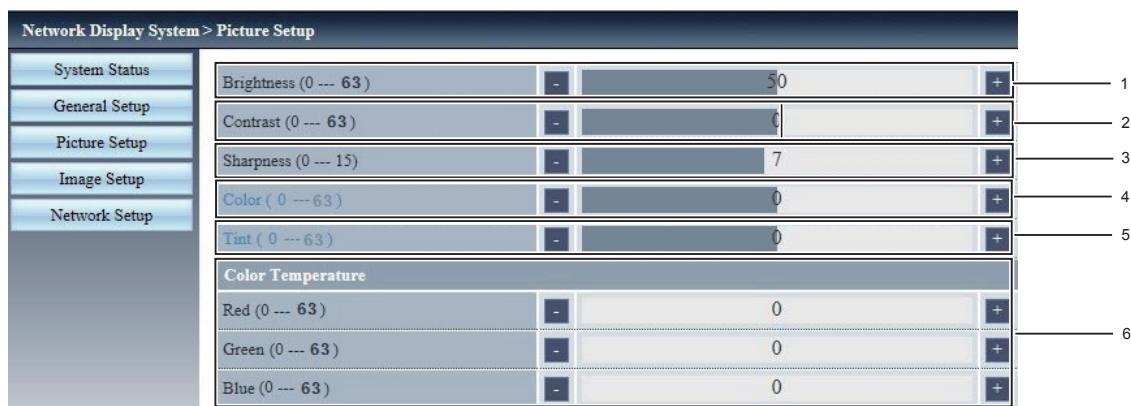 Network Display System > Picture Setup
System Status
General Setup
Picture Setup
Image Setup
Network Setup
Brightness (0 --- 63) - 50 + 1
Contrast (0 --- 63) - 0 + 2
Sharpness (0 --- 15) - 7 + 3
Color ( 0 --- 63 ) - 0 + 4
Tint ( 0 --- 63 ) - 0 + 5
Color Temperature
Red (0 --- 63) - 0 +
Green (0 --- 63) - 0 + 6
Blue (0 --- 63) - 0 +